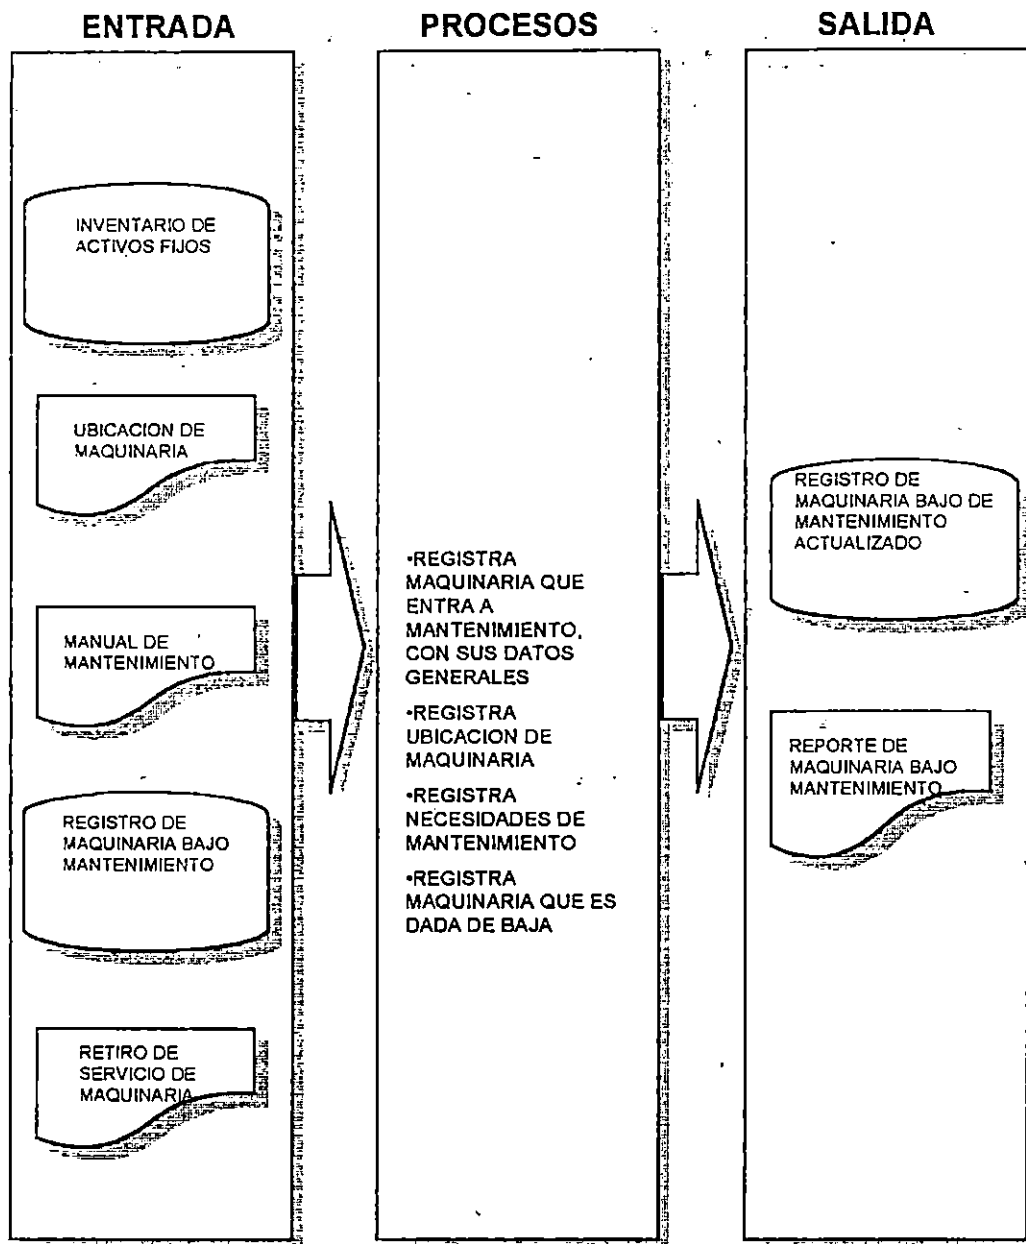 ENTRADA
PROCESOS
SALIDA
INVENTARIO DE
ACTIVOS FIJOS
UBICACION DE
MAQUINARIA
MANUAL DE
MANTENIMIENTO
REGISTRO DE
MAQUINARIA BAJO
MANTENIMIENTO
RETIRO DE
SERVICIO DE
MAQUINARIA
•REGISTRA
MAQUINARIA QUE
ENTRA A
MANTENIMIENTO,
CON SUS DATOS
GENERALES
•REGISTRA
UBICACION DE
MAQUINARIA
•REGISTRA
NECESIDADES DE
MANTENIMIENTO
•REGISTRA
MAQUINARIA QUE ES
DADA DE BAJA
REGISTRO DE
MAQUINARIA BAJO DE
MANTENIMIENTO
ACTUALIZADO
REPORTE DE
MAQUINARIA BAJO
MANTENIMIENTO